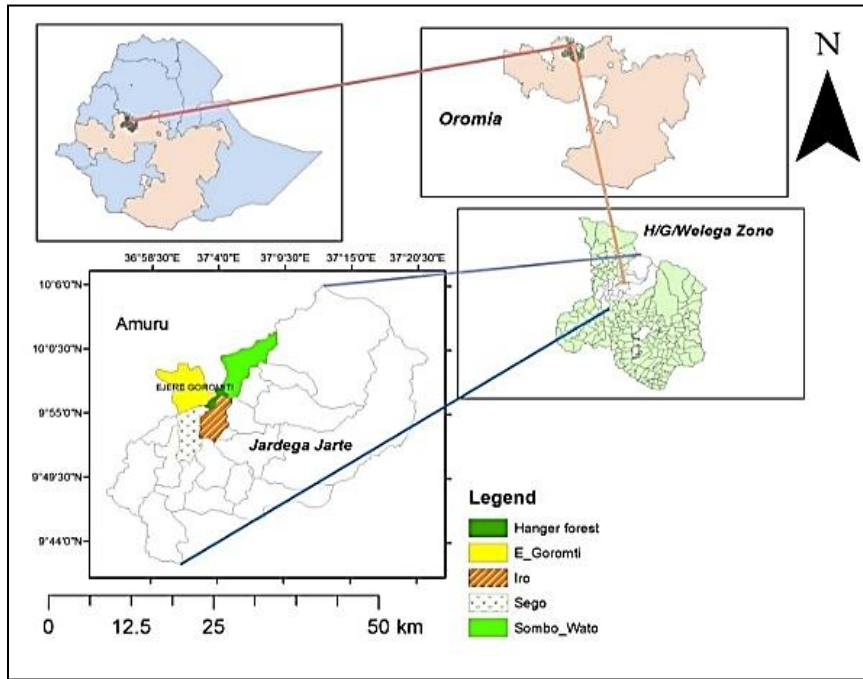 N
Oromia
H/G/Welega Zone
36°58'30"E 37°4'0"E 37°9'30"E 37°15'0"E 37°20'30"E
10°6'0"N
Amuru
10°0'30"N
EJERE GOROMTI
9°55'0"N
Jardega Jarte
9°49'30"N
9°44'0"N
Legend
Hanger forest
E_Goromti
Iro
Sego
Sombo_Wato
0 12.5 25 50 km